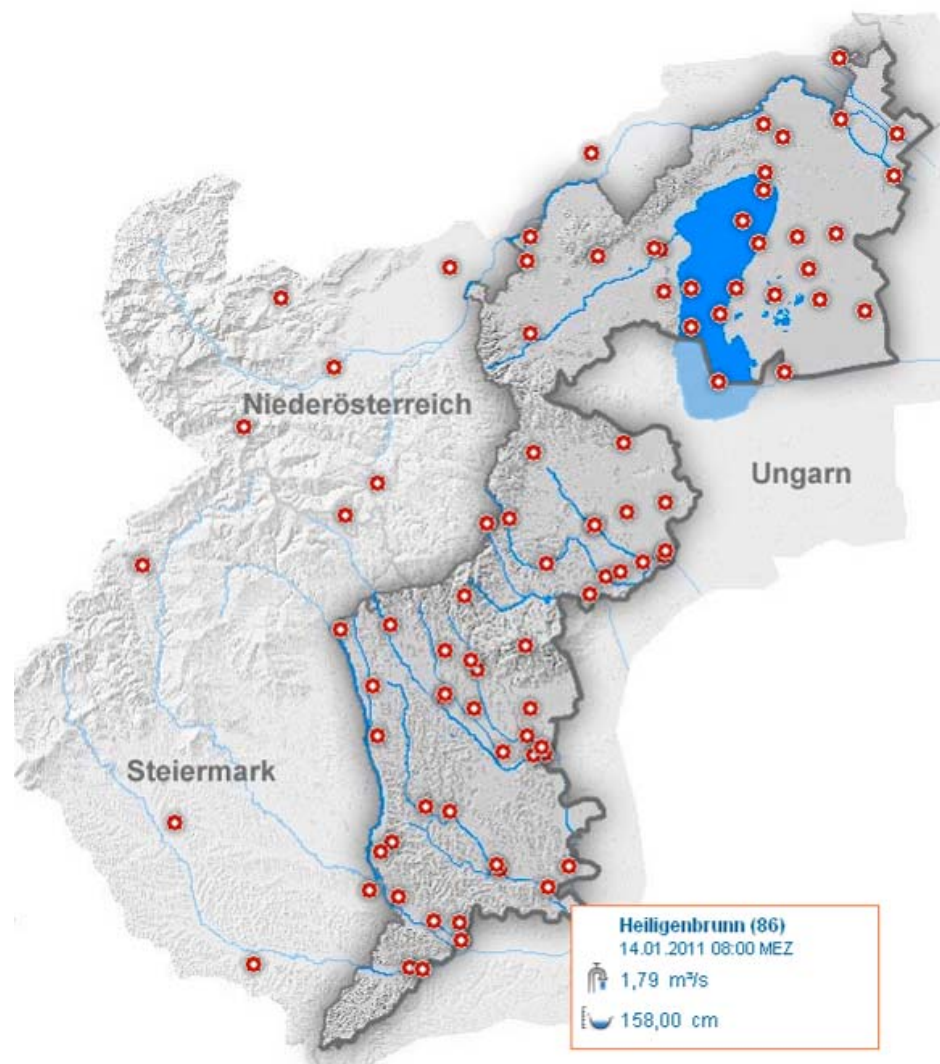 Niederösterreich
Ungarn
Steiermark
Heiligenbrunn (86)
14.01.2011 08:00 MEZ
1,79 m³/s
158,00 cm